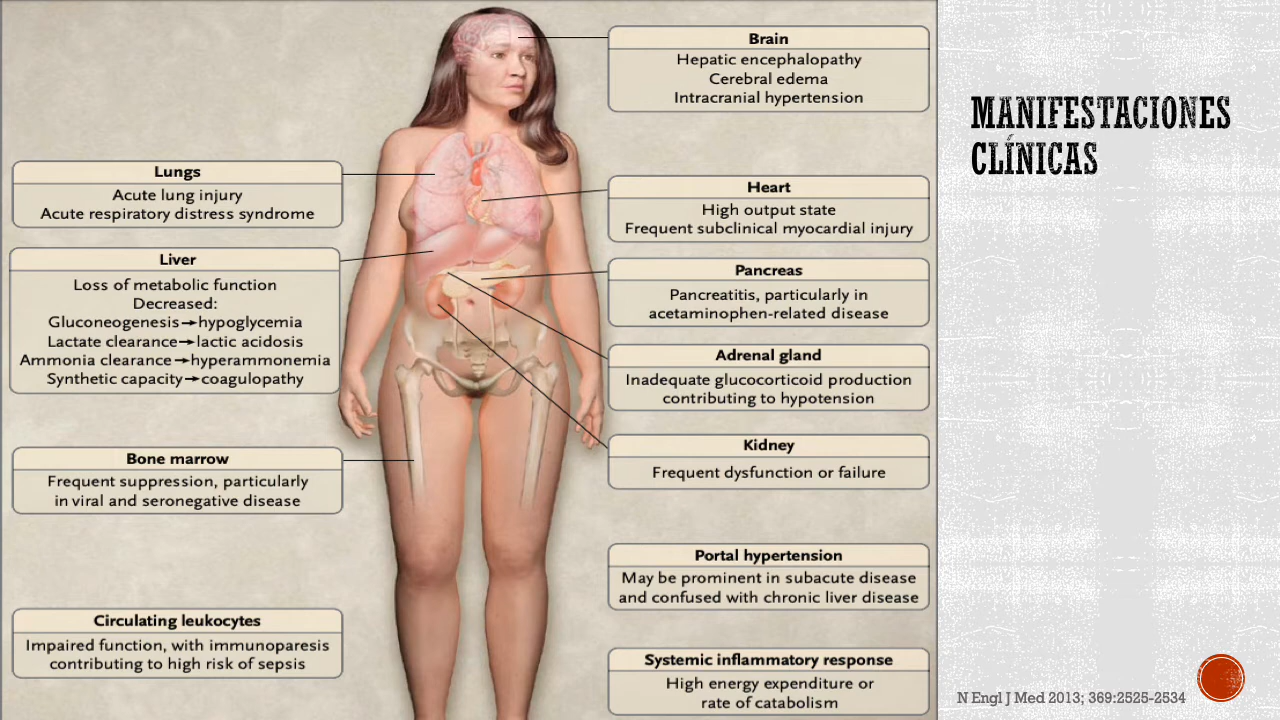 Brain
Hepatic encephalopathy
Cerebral edema
Intracranial hypertension
MANIFESTACIONES
CLÍNICAS
Lungs
Acute lung injury
Acute respiratory distress syndrome
Heart
High output state
Frequent subclinical myocardial injury
Liver
Loss of metabolic function
Decreased:
Gluconeogenesis→hypoglycemia
Lactate clearance→lactic acidosis
Ammonia clearance→hyperammonemia
Synthetic capacity→coagulopathy
Pancreas
Pancreatitis, particularly in
acetaminophen-related disease
Adrenal gland
Inadequate glucocorticoid production
contributing to hypotension
Kidney
Frequent dysfunction or failure
Bone marrow
Frequent suppression, particularly
in viral and seronegative disease
Portal hypertension
May be prominent in subacute disease
and confused with chronic liver disease
Circulating leukocytes
Impaired function, with immunoparesis
contributing to high risk of sepsis
Systemic inflammatory response
High energy expenditure or
rate of catabolism
N Engl J Med 2013; 369:2525-2534